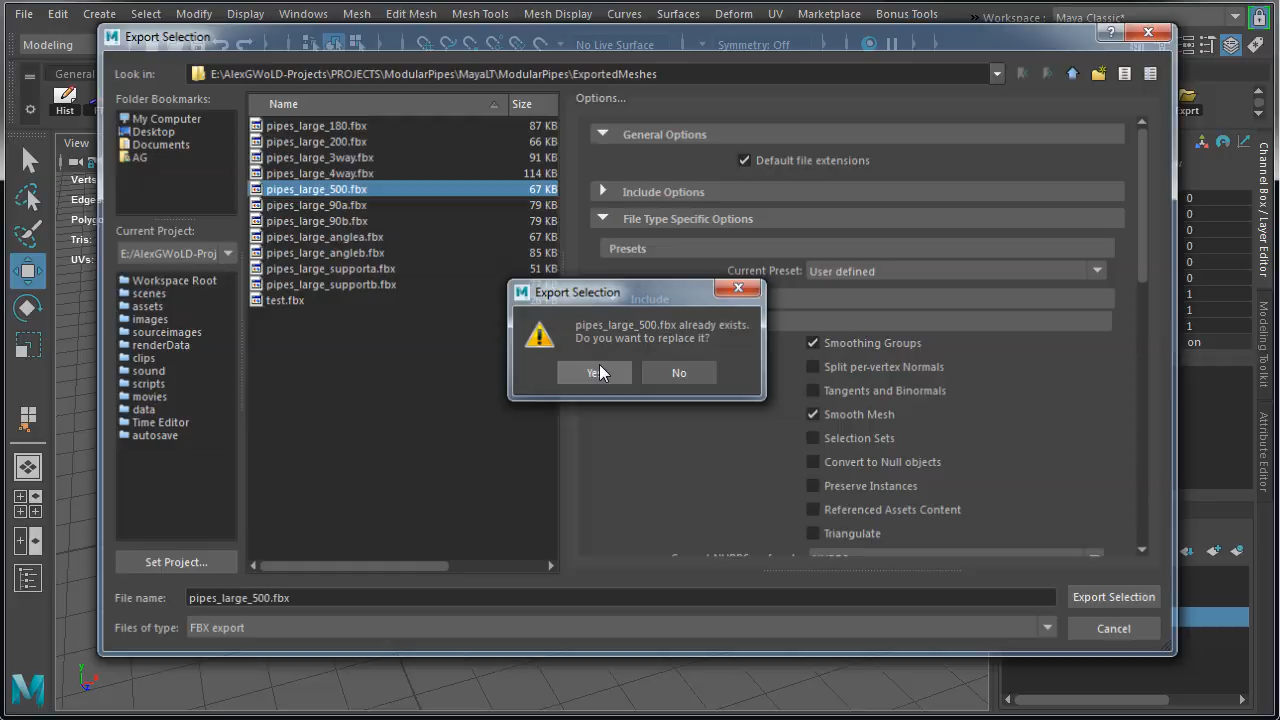 File Edit Create Select Modify Display Windows Mesh Edit Mesh Mesh Tools Mesh Display Curves Surfaces Deform UV Marketplace Bonus Tools Workspace : Maya Classic*
Export Selection
Modeling No Live Surface Symmetry: Off
Look in: E:\AlexGWoLD-Projects\PROJECTS\ModularPipes\MayaLT\ModularPipes\ExportedMeshes
General
Hist
Exprt
View
Verts
Edge
Polyg
Tris:
UVs:
Folder Bookmarks:
My Computer
Desktop
Documents
AG
Current Project:
E:/AlexGWoLD-Proj
Workspace Root
scenes
assets
images
sourceimages
renderData
clips
sound
scripts
movies
data
Time Editor
autosave
Set Project...
Name Size
pipes_large_180.fbx 87 KB
pipes_large_200.fbx 66 KB
pipes_large_3way.fbx 91 KB
pipes_large_4way.fbx 114 KB
pipes_large_500.fbx 67 KB
pipes_large_90a.fbx 79 KB
pipes_large_90b.fbx 79 KB
pipes_large_anglea.fbx 67 KB
pipes_large_angleb.fbx 85 KB
pipes_large_supporta.fbx 51 KB
pipes_large_supportb.fbx
test.fbx
Options...
General Options
Default file extensions
Include Options
File Type Specific Options
Presets
Current Preset: User defined
Include
Export Selection
pipes_large_500.fbx already exists.
Do you want to replace it?
Yes No
Smoothing Groups
Split per-vertex Normals
Tangents and Binormals
Smooth Mesh
Selection Sets
Convert to Null objects
Preserve Instances
Referenced Assets Content
Triangulate
File name: pipes_large_500.fbx Export Selection
Files of type: FBX export Cancel
0
0
0
0
0
0
1
1
1
on
Channel Box / Layer Editor
Modeling Toolkit
Attribute Editor
y
z